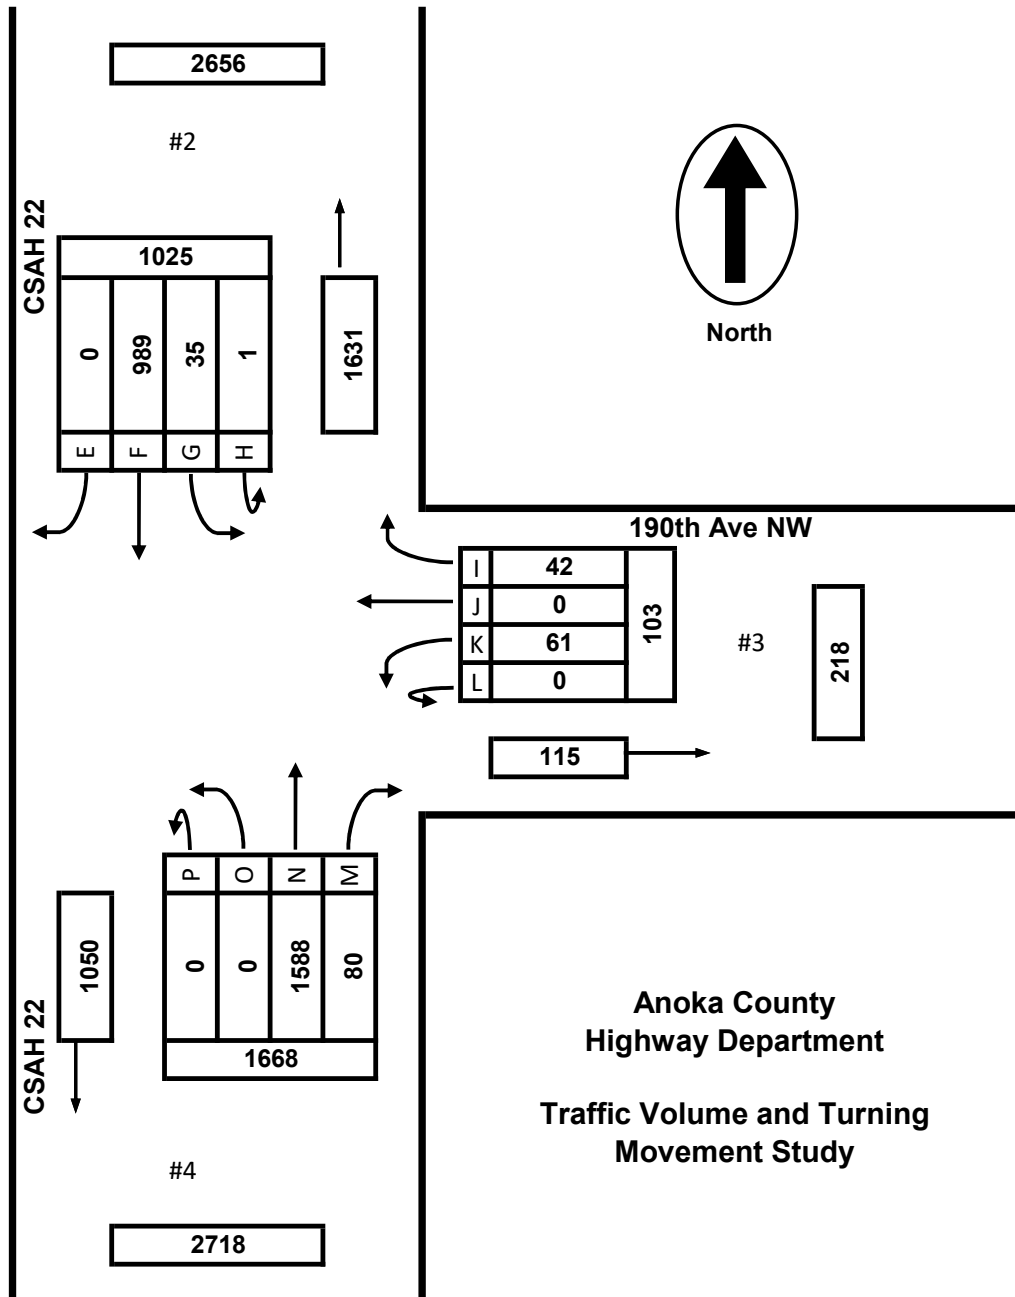 2656
#2
CSAH 22
1025
0
989
35
1
E
F
G
H
1631
North
190th Ave NW
I 42
J 0
K 61
L 0
103
#3
218
115
P
O
N
M
0
0
1588
80
1668
1050
CSAH 22
#4
2718
Anoka County
Highway Department
Traffic Volume and Turning
Movement Study